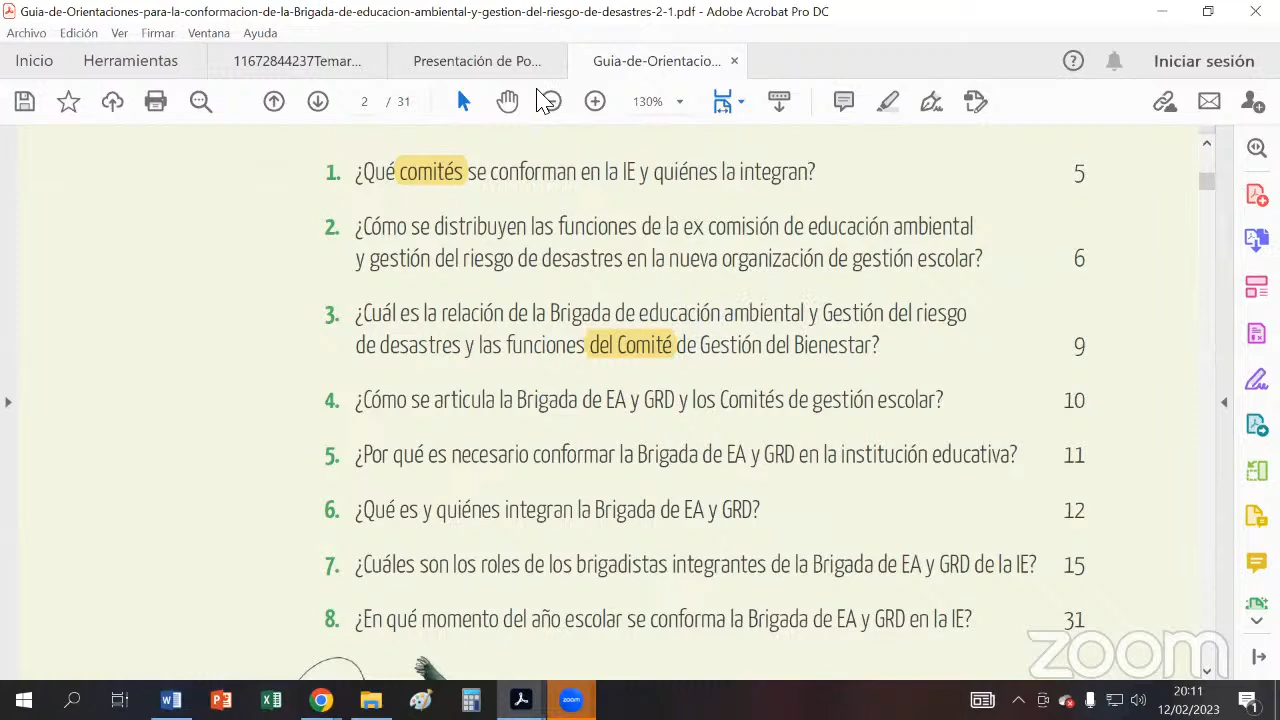 Guia-de-Orientaciones-para-la-conformacion-de-la-Brigada-de-educacion-ambiental-y-gestion-del-riesgo-de-desastres-2-1.pdf - Adobe Acrobat Pro DC
Archivo Edición Ver Firmar Ventana Ayuda
Inicio Herramientas 11672844237Temar... Presentación de Po... Guia-de-Orientacio... × Iniciar sesión
2 / 31 130%
1. ¿Qué comités se conforman en la IE y quiénes la integran? 5
2. ¿Cómo se distribuyen las funciones de la ex comisión de educación ambiental
y gestión del riesgo de desastres en la nueva organización de gestión escolar? 6
3. ¿Cuál es la relación de la Brigada de educación ambiental y Gestión del riesgo
de desastres y las funciones del Comité de Gestión del Bienestar? 9
4. ¿Cómo se articula la Brigada de EA y GRD y los Comités de gestión escolar? 10
5. ¿Por qué es necesario conformar la Brigada de EA y GRD en la institución educativa? 11
6. ¿Qué es y quiénes integran la Brigada de EA y GRD? 12
7. ¿Cuáles son los roles de los brigadistas integrantes de la Brigada de EA y GRD de la IE? 15
8. ¿En qué momento del año escolar se conforma la Brigada de EA y GRD en la IE? 31
zoom
zoom
20:11
12/02/2023
1